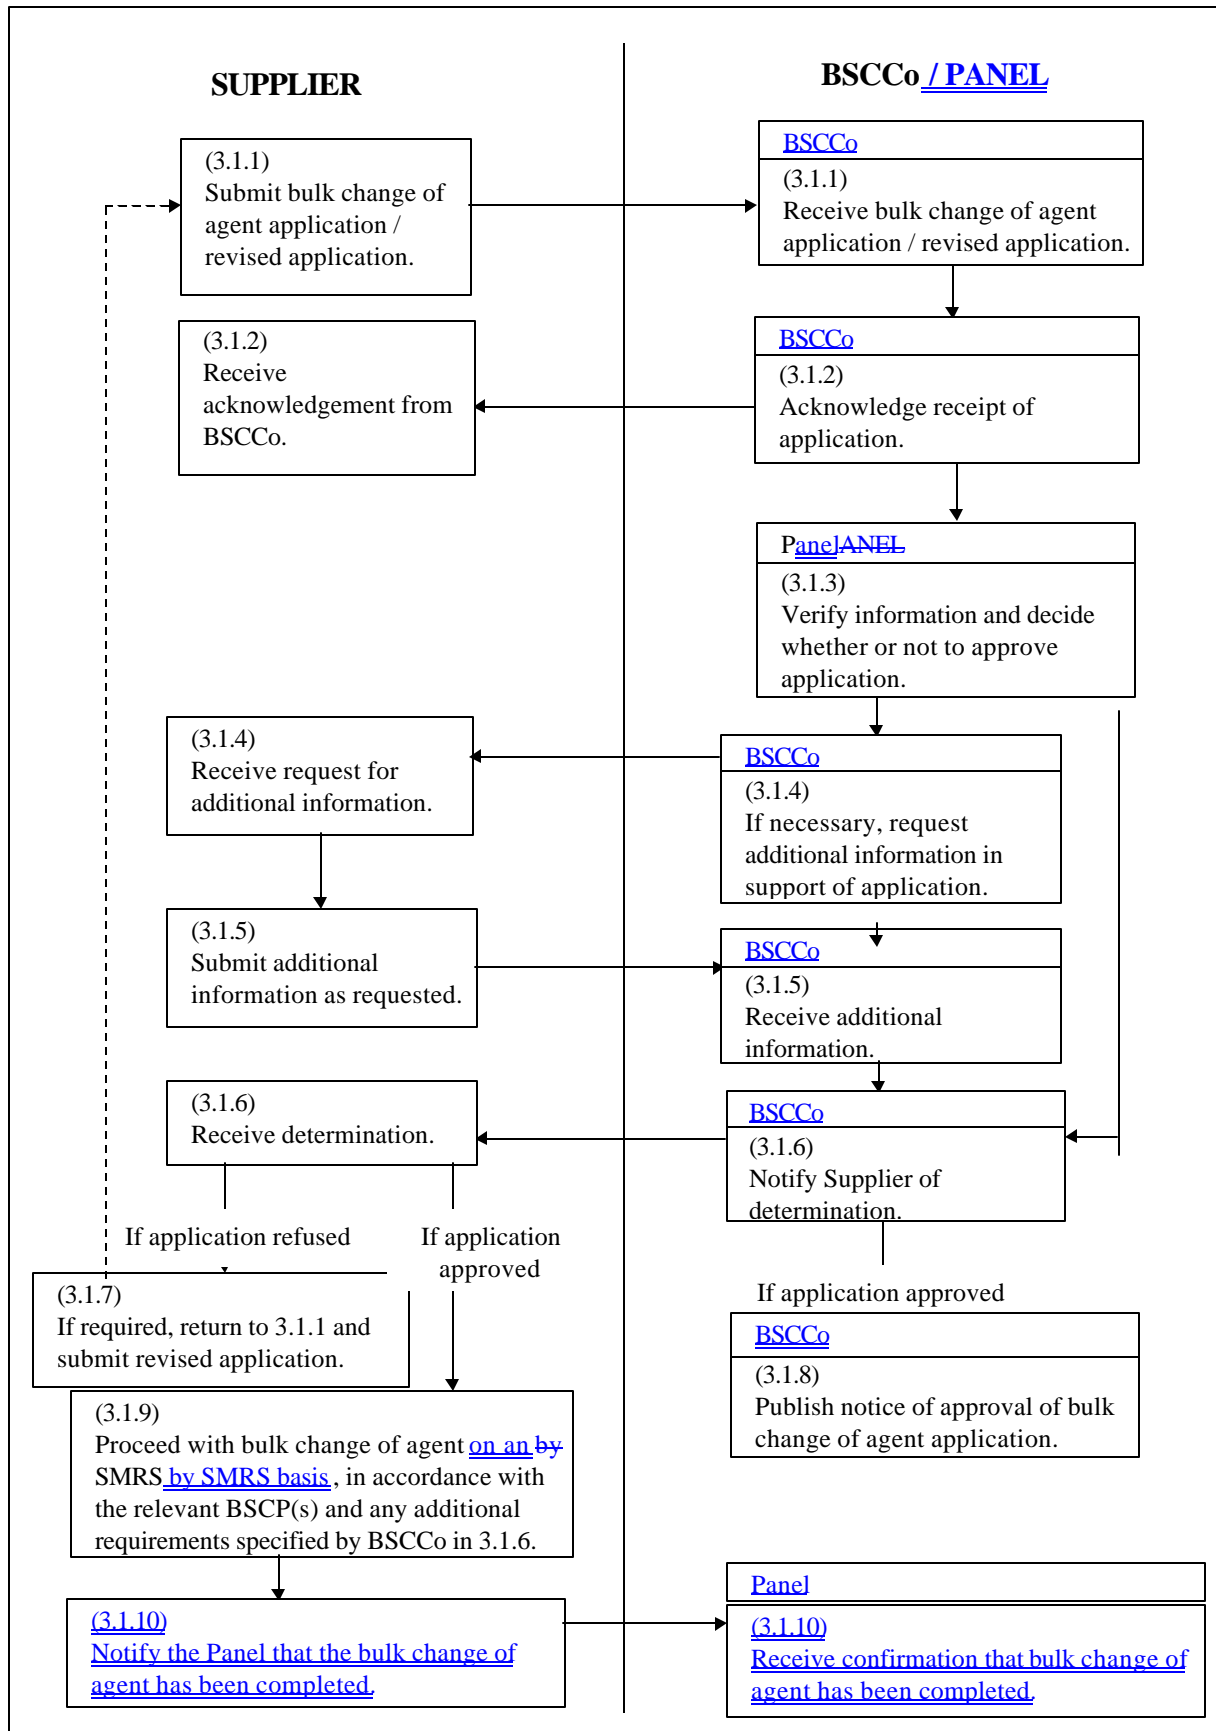 SUPPLIER
BSCCo / PANEL
(3.1.1)
Submit bulk change of
agent application /
revised application.
BSCCo
(3.1.1)
Receive bulk change of agent
application / revised application.
(3.1.2)
Receive
acknowledgement from
BSCCo.
BSCCo
(3.1.2)
Acknowledge receipt of
application.
PanelANEL
(3.1.3)
Verify information and decide
whether or not to approve
application.
(3.1.4)
Receive request for
additional information.
BSCCo
(3.1.4)
If necessary, request
additional information in
support of application.
(3.1.5)
Submit additional
information as requested.
BSCCo
(3.1.5)
Receive additional
information.
(3.1.6)
Receive determination.
BSCCo
(3.1.6)
Notify Supplier of
determination.
If application refused
If application
approved
If application approved
(3.1.7)
If required, return to 3.1.1 and
submit revised application.
BSCCo
(3.1.8)
Publish notice of approval of bulk
change of agent application.
(3.1.9)
Proceed with bulk change of agent on an by
SMRS by SMRS basis, in accordance with
the relevant BSCP(s) and any additional
requirements specified by BSCCo in 3.1.6.
(3.1.10)
Notify the Panel that the bulk change of
agent has been completed.
Panel
(3.1.10)
Receive confirmation that bulk change of
agent has been completed.